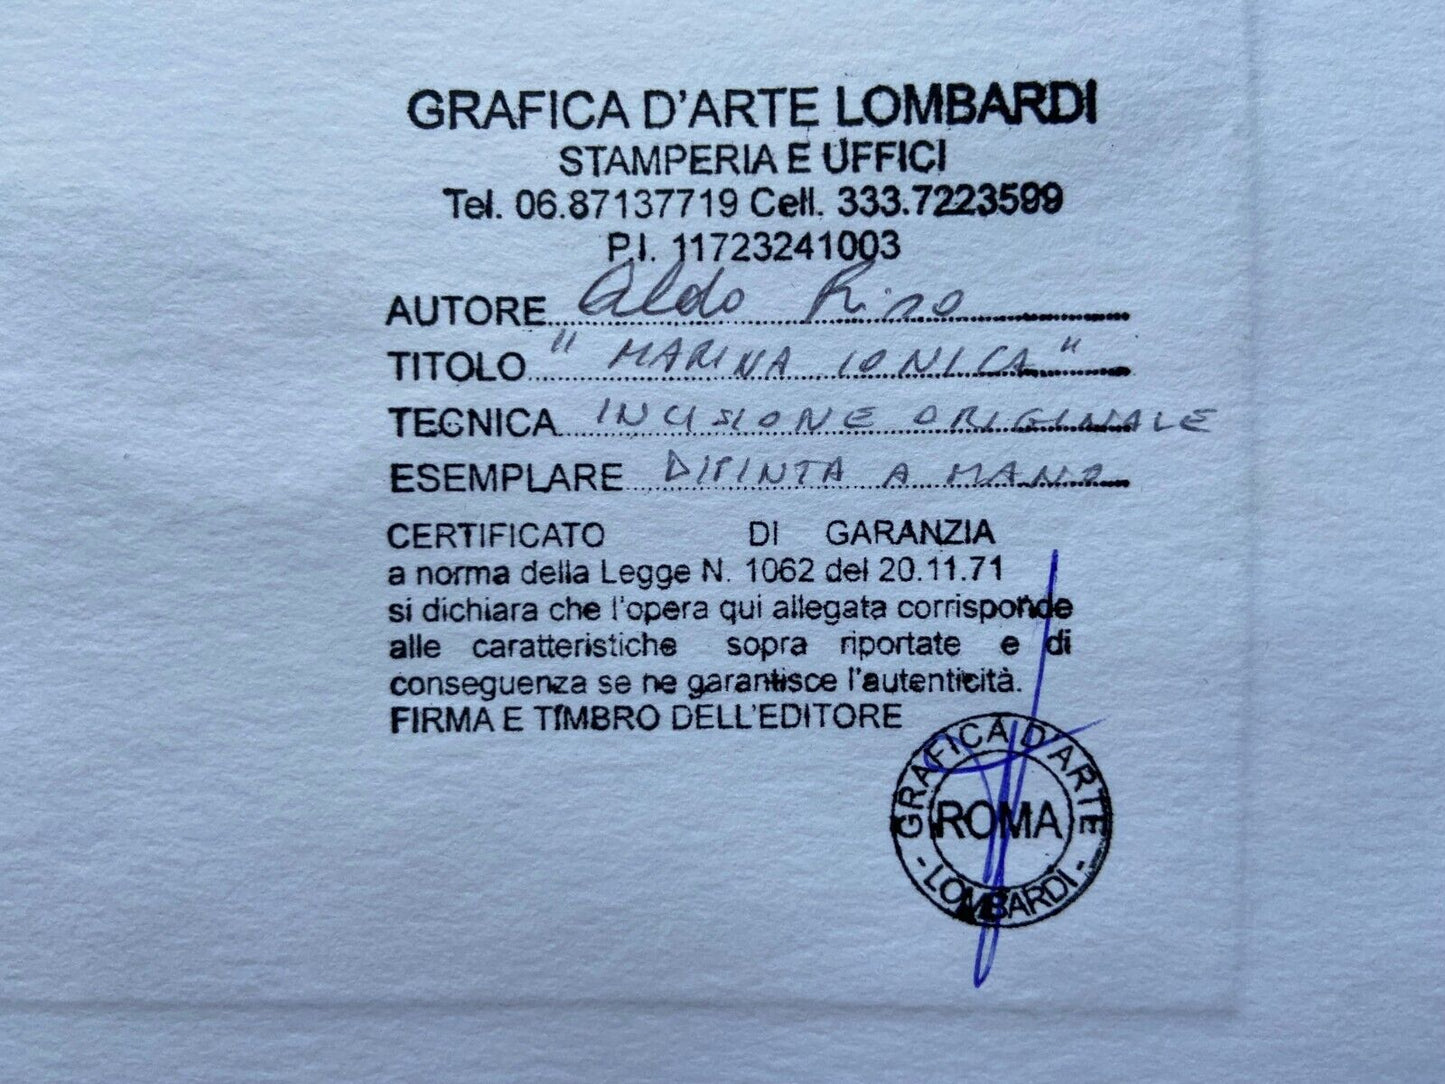 GRAFICA D'ARTE LOMBARDI
STAMPERIA E UFFICI
Tel. 06.87137719 Cell. 333.7223599
P.I. 11723241003
AUTORE Aldo Riso
TITOLO "MARINA IONICA"
TECNICA INCISIONE ORIGINALE
ESEMPLARE DIPINTA A MANO
CERTIFICATO DI GARANZIA
a norma della Legge N. 1062 del 20.11.71
si dichiara che l'opera qui allegata corrisponde
alle caratteristiche sopra riportate e di
conseguenza se ne garantisce l'autenticità.
FIRMA E TIMBRO DELL'EDITORE
GRAFICA D'ARTE
ROMA
- LOMBARDI -